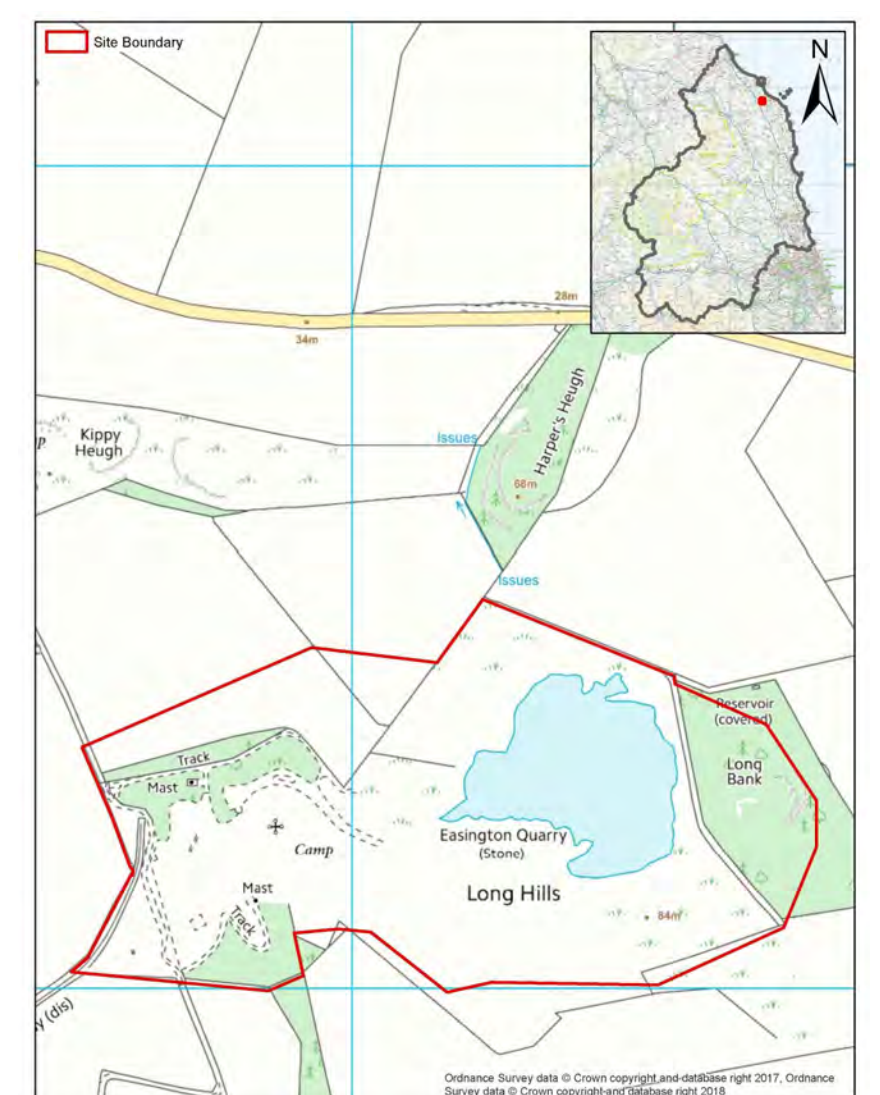 Site Boundary
N
28m
34m
Kippy
Heugh
Issues
Harper's Heugh
68m
Issues
Reservoir
(covered)
Track
Mast
Long
Bank
Easington Quarry
(Stone)
Camp
Long Hills
Mast
Track
84m
(dis)
Ordnance Survey data © Crown copyright and database right 2017, Ordnance
Survey data © Crown copyright and database right 2018